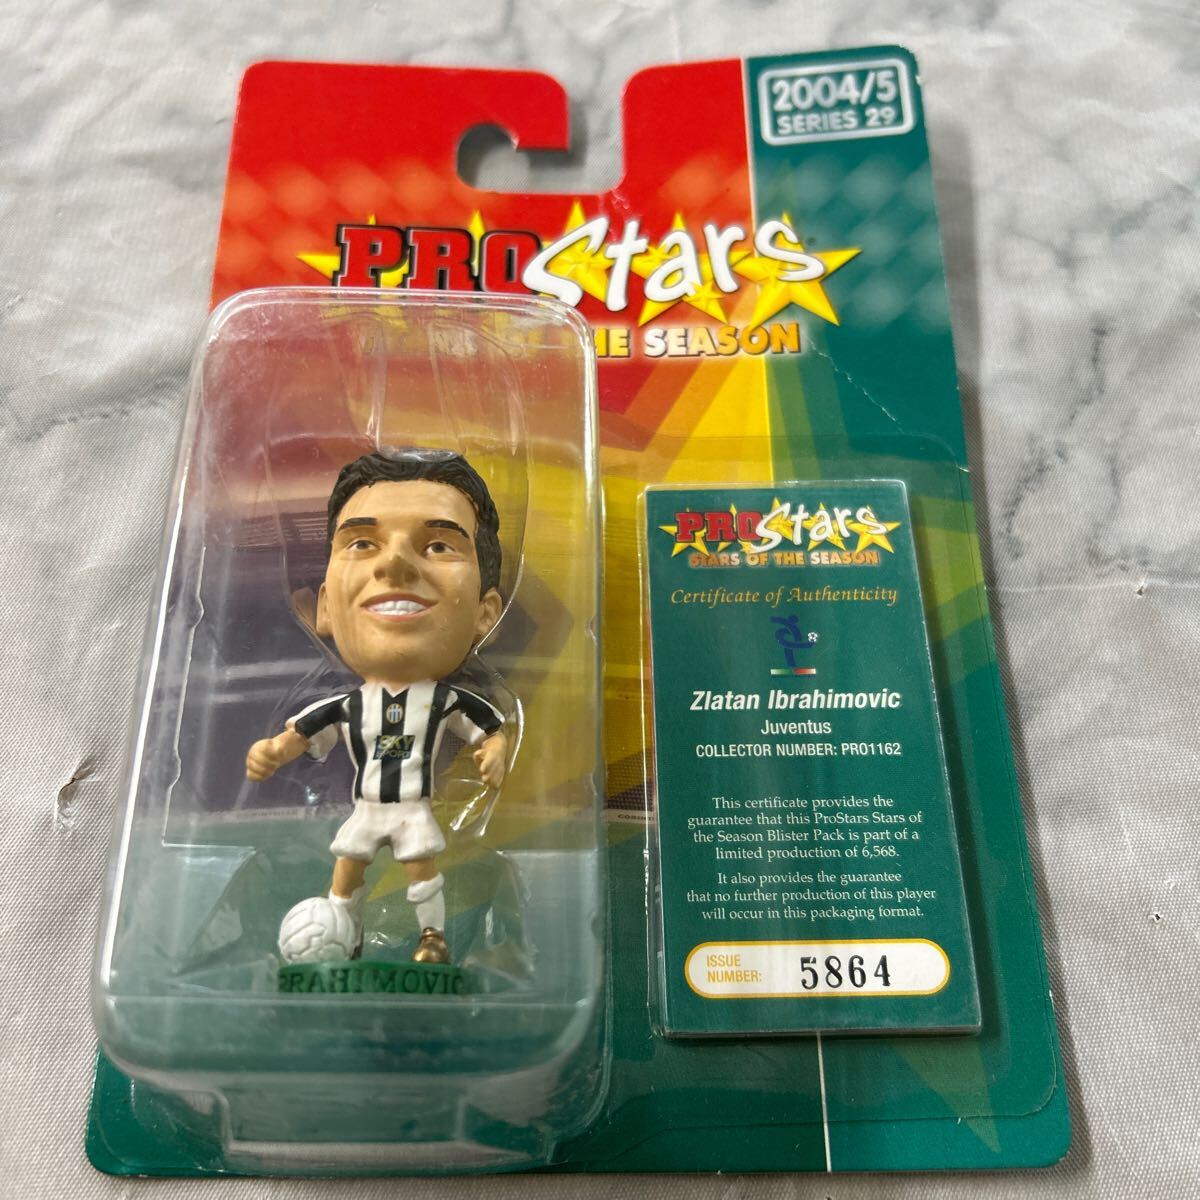 2004/5
SERIES 29
PROStars
THE SEASON
SKY
IBRAHIMOVIC
PROStars
STARS OF THE SEASON
Certificate of Authenticity
®
Zlatan Ibrahimovic
Juventus
COLLECTOR NUMBER: PRO1162
This certificate provides the
guarantee that this ProStars Stars of
the Season Blister Pack is part of a
limited production of 6,568.
It also provides the guarantee
that no further production of this player
will occur in this packaging format.
ISSUE
NUMBER: 5864